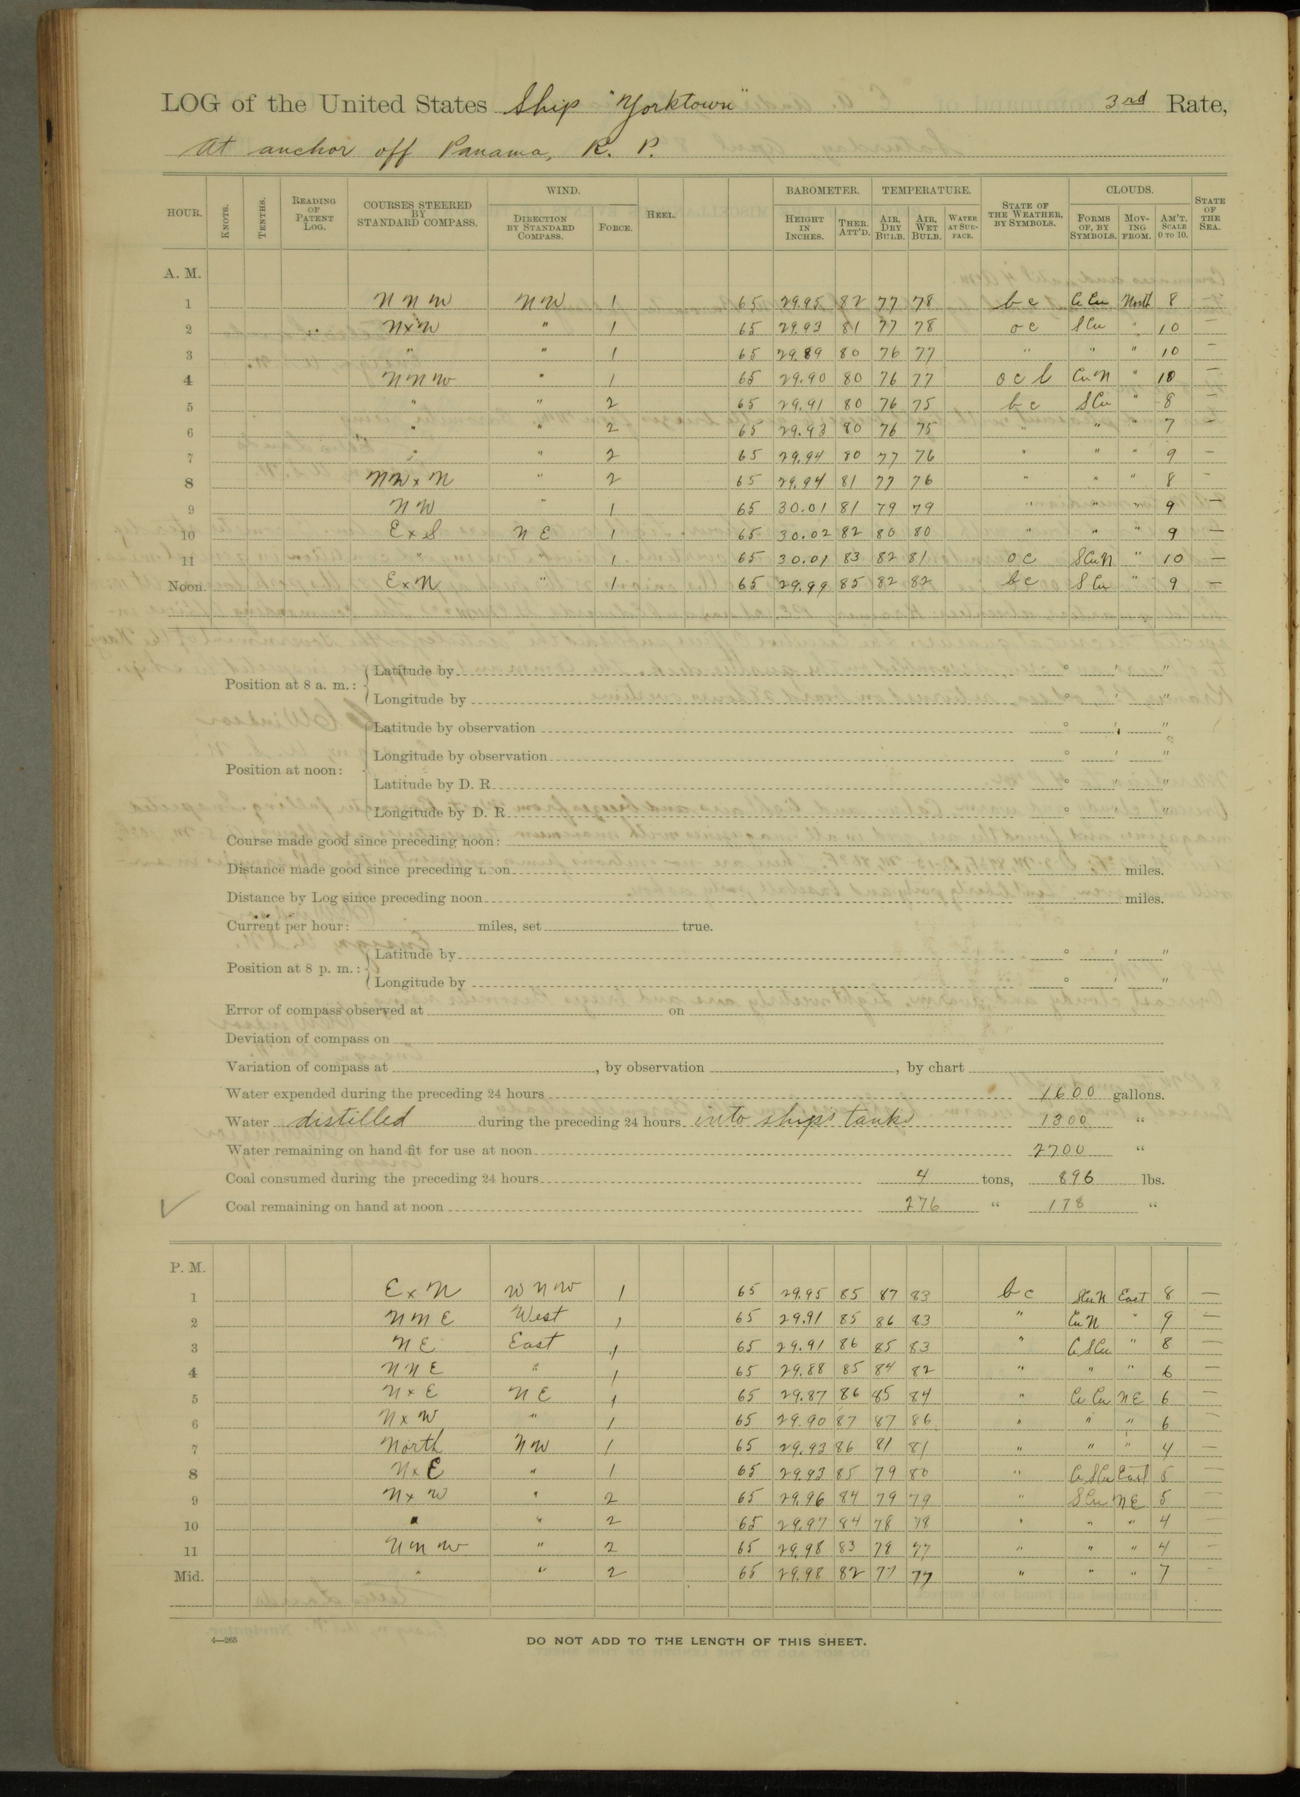 LOG of the United States Ship "Yorktown" 3rd Rate,
At anchor off Panama, R. P.
HOUR. KNOTS. TENTHS. READING OF PATENT LOG. COURSES STEERED BY STANDARD COMPASS. WIND. DIRECTION BY STANDARD COMPASS. FORCE. HEEL. BAROMETER. HEIGHT IN INCHES. THER. ATT'D. TEMPERATURE. AIR, DRY BULB. AIR, WET BULB. WATER AT SURFACE. STATE OF THE WEATHER, BY SYMBOLS. CLOUDS. FORMS OF, BY SYMBOLS. MOVING FROM. AM'T. SCALE 0 TO 10. STATE OF THE SEA.
A. M.
1 NNW NW 1 65 29.95 82 77 78 bc CiCu North 8 —
2 NxW " 1 65 29.93 81 77 78 oc SCu " 10 —
3 " " 1 65 29.89 80 76 77 " " " 10 —
4 NNW " 1 65 29.90 80 76 77 ocl CuN " 10 —
5 " " 2 65 29.91 80 76 75 bc SCu " 8 —
6 " " 2 65 29.93 80 76 75 " " " 7 —
7 " " 2 65 29.94 80 77 76 " " " 9 —
8 NWxN " 2 65 29.94 81 77 76 " " " 8 —
9 NW " 1 65 30.01 81 79 79 " " " 9 —
10 ExS NE 1 65 30.02 82 80 80 " " " 9 —
11 " " 1 65 30.01 83 82 81 oc SCuN " 10 —
Noon. ExN " 1 65 29.99 85 82 82 bc SCu " 9 —
Position at 8 a. m.: Latitude by ° ' "
Longitude by ° ' "
Position at noon: Latitude by observation ° ' "
Longitude by observation ° ' "
Latitude by D. R. ° ' "
Longitude by D. R. ° ' "
Course made good since preceding noon:
Distance made good since preceding noon miles.
Distance by Log since preceding noon miles.
Current per hour: miles, set true.
Position at 8 p. m.: Latitude by ° ' "
Longitude by ° ' "
Error of compass observed at on
Deviation of compass on
Variation of compass at , by observation , by chart
Water expended during the preceding 24 hours 1600 gallons.
Water distilled during the preceding 24 hours into ships tanks 1300 "
Water remaining on hand fit for use at noon 2700 "
Coal consumed during the preceding 24 hours 4 tons, 896 lbs.
Coal remaining on hand at noon 276 " 178 "
P. M.
1 ExN WNW 1 65 29.95 85 87 83 bc SCuN East 8 —
2 NNE West 1 65 29.91 85 86 83 " CuN " 9 —
3 NE East 1 65 29.91 86 85 83 " CiSCu " 8 —
4 NNE " 1 65 29.88 85 84 82 " " " 6 —
5 NxE NE 1 65 29.87 86 85 84 " CiCu NE 6 —
6 NxW " 1 65 29.90 87 87 86 " " " 6 —
7 North NW 1 65 29.93 86 81 81 " " " 4 —
8 NxE " 1 65 29.93 85 79 80 " CiSCu East 5 —
9 NxW " 2 65 29.96 84 79 79 " SCu NE 5 —
10 " " 2 65 29.97 84 78 78 " " " 4 —
11 NNW " 2 65 29.98 83 78 77 " " " 4 —
Mid. " " 2 65 29.98 82 77 77 " " " 7 —
4—265 DO NOT ADD TO THE LENGTH OF THIS SHEET.